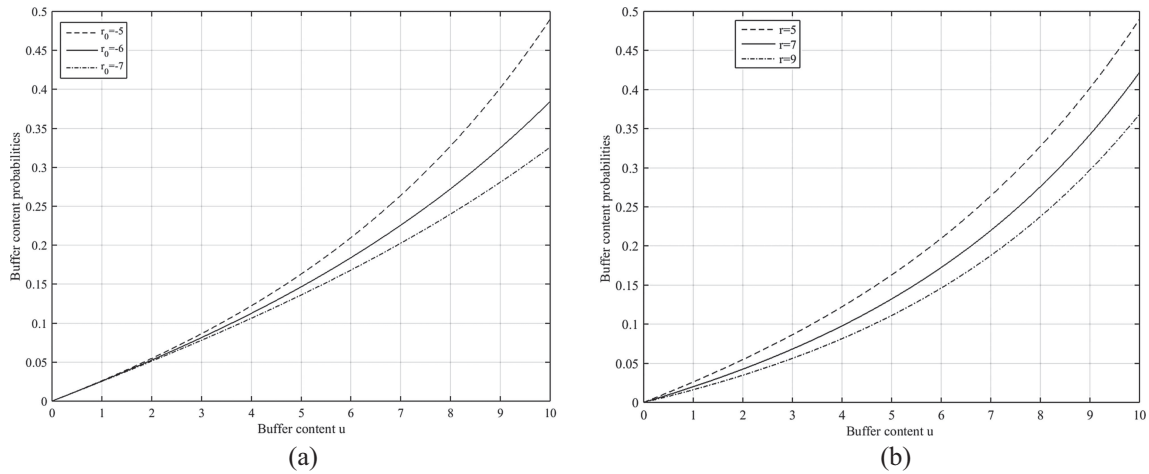 r0=-5
r0=-6
r0=-7
0.5
0.45
0.4
0.35
0.3
0.25
0.2
0.15
0.1
0.05
0
Buffer content probabilities
0 1 2 3 4 5 6 7 8 9 10
Buffer content u
(a)
r=5
r=7
r=9
0.5
0.45
0.4
0.35
0.3
0.25
0.2
0.15
0.1
0.05
0
Buffer content probabilities
0 1 2 3 4 5 6 7 8 9 10
Buffer content u
(b)